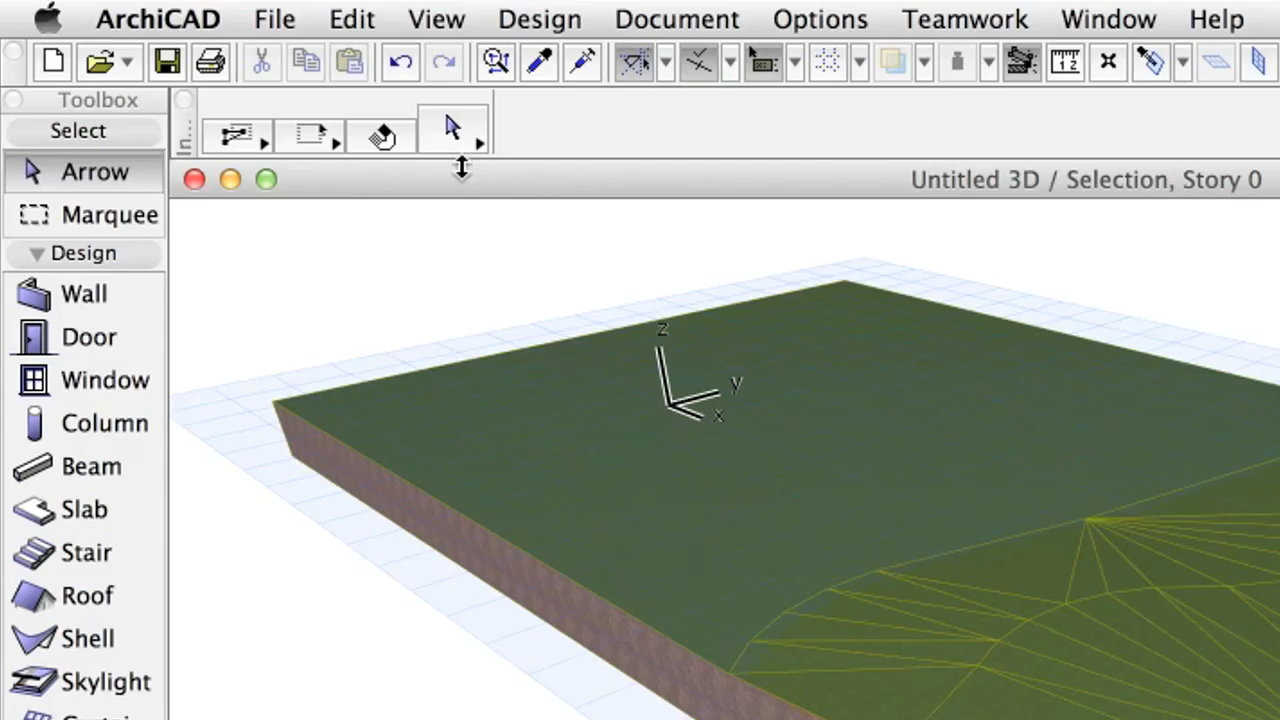 ArchiCAD File Edit View Design Document Options Teamwork Window Help
Toolbox
Select
Arrow
Untitled 3D / Selection, Story 0
Marquee
Design
Wall
Door
Window
Column
Beam
Slab
Stair
Roof
Shell
Skylight
z
y
x